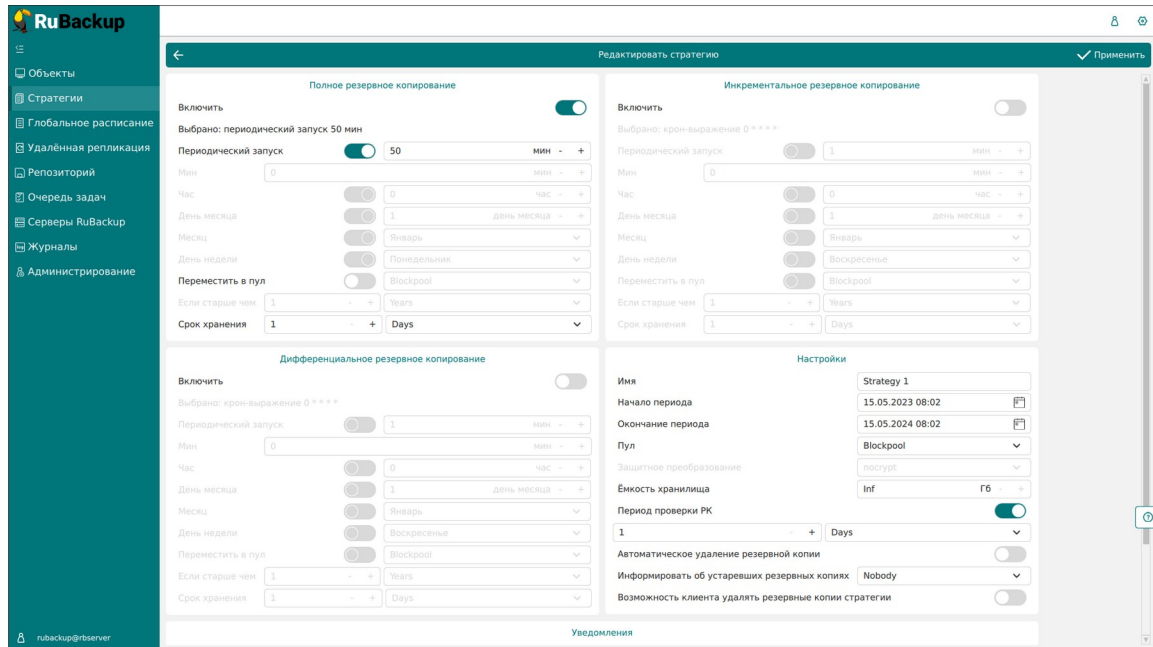 RuBackup
Объекты
Стратегии
Глобальное расписание
Удалённая репликация
Репозиторий
Очередь задач
Серверы RuBackup
Журналы
Администрирование
rubackup@rbserver
Редактировать стратегию
Применить
Полное резервное копирование
Включить
Выбрано: периодический запуск 50 мин
Периодический запуск 50 мин - +
Мин 0 мин - +
Час 0 час - +
День месяца 1 день месяца - +
Месяц Январь
День недели Понедельник
Переместить в пул Blockpool
Если старше чем 1 - + Years
Срок хранения 1 - + Days
Инкрементальное резервное копирование
Включить
Выбрано: крон-выражение 0 * * * *
Периодический запуск 1 мин - +
Мин 0 мин - +
Час 0 час - +
День месяца 1 день месяца - +
Месяц Январь
День недели Воскресенье
Переместить в пул Blockpool
Если старше чем 1 - + Years
Срок хранения 1 - + Days
Дифференциальное резервное копирование
Включить
Выбрано: крон-выражение 0 * * * *
Периодический запуск 1 мин - +
Мин 0 мин - +
Час 0 час - +
День месяца 1 день месяца - +
Месяц Январь
День недели Воскресенье
Переместить в пул Blockpool
Если старше чем 1 - + Years
Срок хранения 1 - + Days
Настройки
Имя Strategy 1
Начало периода 15.05.2023 08:02
Окончание периода 15.05.2024 08:02
Пул Blockpool
Защитное преобразование nocrypt
Ёмкость хранилища Inf Гб - +
Период проверки РК
1 - + Days
Автоматическое удаление резервной копии
Информировать об устаревших резервных копиях Nobody
Возможность клиента удалять резервные копии стратегии
Уведомления